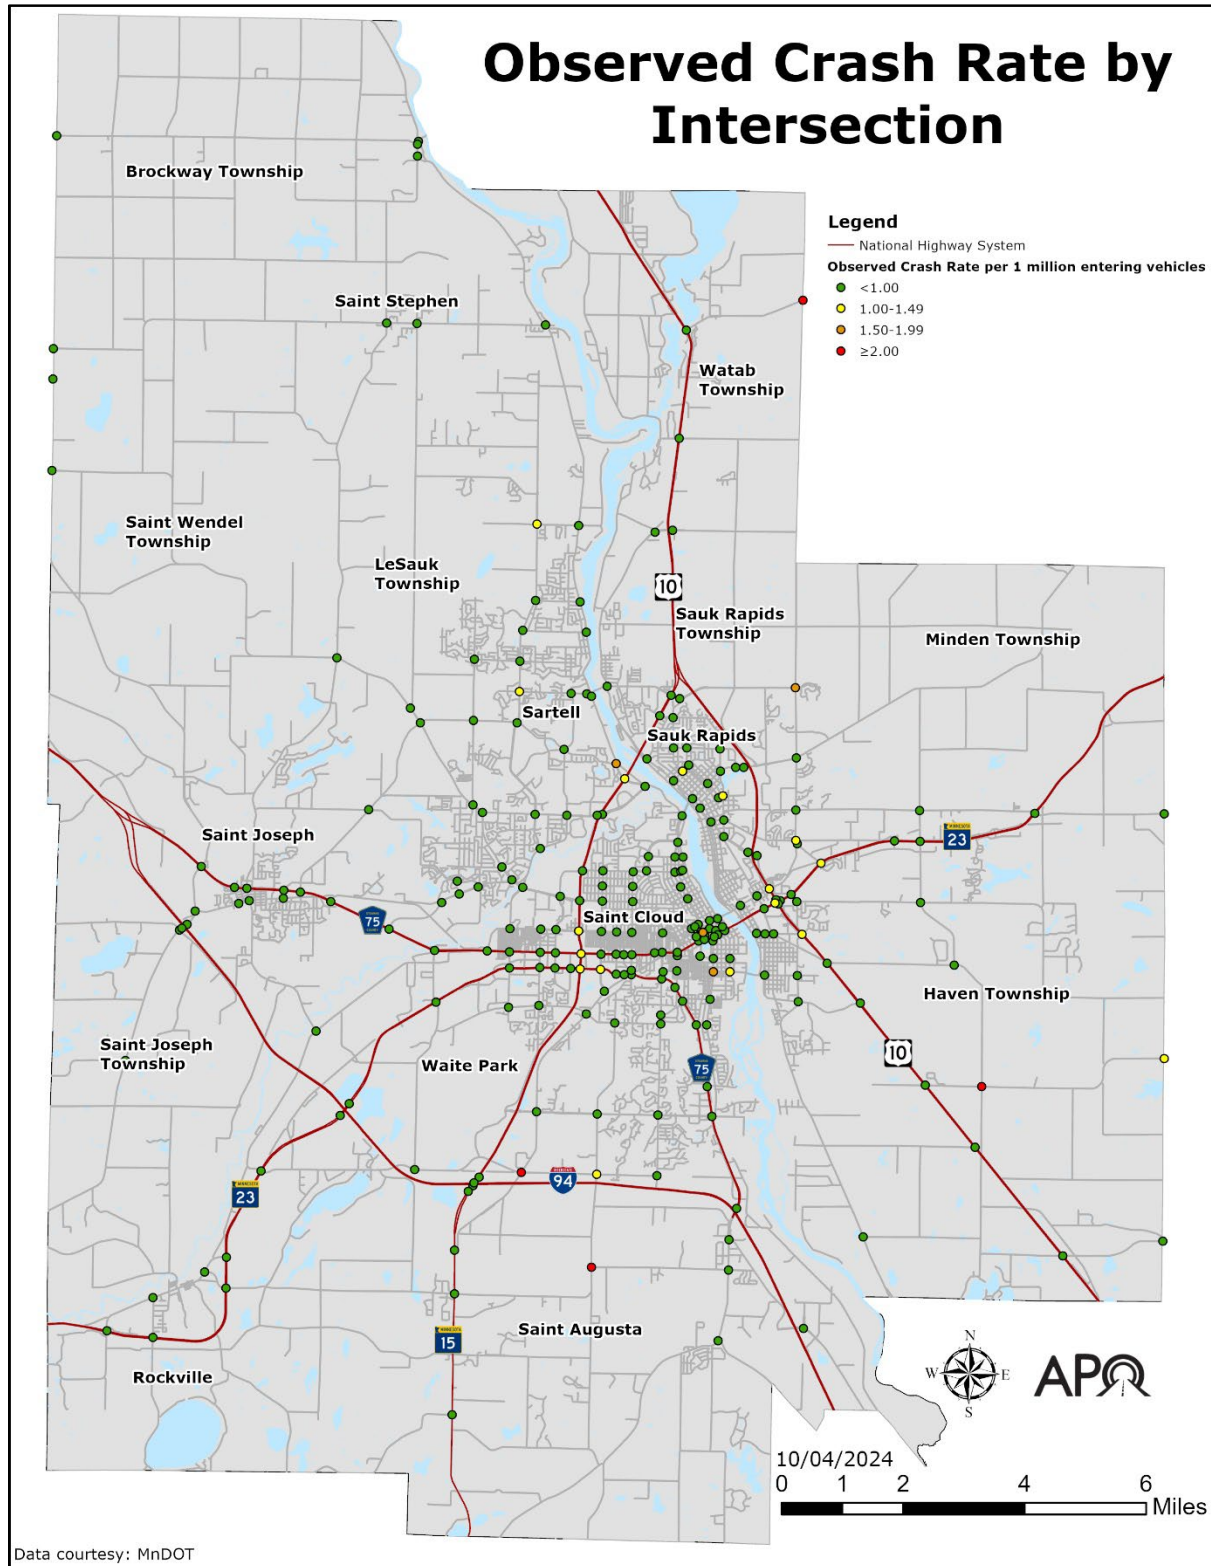 Observed Crash Rate by
Intersection
Legend
National Highway System
Observed Crash Rate per 1 million entering vehicles
<1.00
1.00-1.49
1.50-1.99
≥2.00
Brockway Township
Saint Stephen
Watab
Township
Saint Wendel
Township
LeSauk
Township
10
Sauk Rapids
Township
Minden Township
Sartell
Sauk Rapids
Saint Joseph
MINNESOTA
23
75
Saint Cloud
Haven Township
Saint Joseph
Township
Waite Park
10
75
94
MINNESOTA
23
MINNESOTA
15
Saint Augusta
Rockville
N
W
E
S
APO
10/04/2024
0 1 2 4 6
Miles
Data courtesy: MnDOT